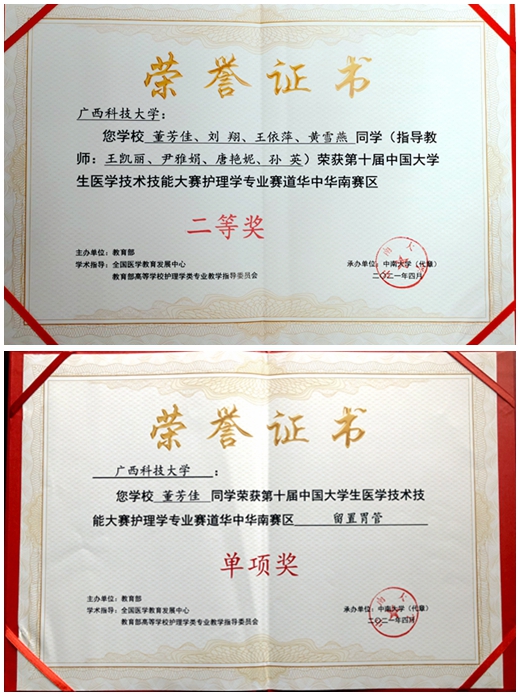 荣誉证书
广西科技大学：
您学校 董芳佳、刘 翔、王依萍、黄雪燕 同学（指导教
师：王凯丽、尹雅娟、唐艳妮、孙 英）荣获第十届中国大学
生医学技术技能大赛护理学专业赛道华中华南赛区
二等奖
主办单位：教育部
学术指导：全国医学教育发展中心
教育部高等学校护理学类专业教学指导委员会
承办单位：中南大学（代章）
二〇二一年四月
荣誉证书
广西科技大学 ：
您学校 董芳佳 同学荣获第十届中国大学生医学技术技
能大赛护理学专业赛道华中华南赛区 留置胃管
单项奖
主办单位：教育部
学术指导：全国医学教育发展中心
教育部高等学校护理学类专业教学指导委员会
承办单位：中南大学（代章）
二〇二一年四月